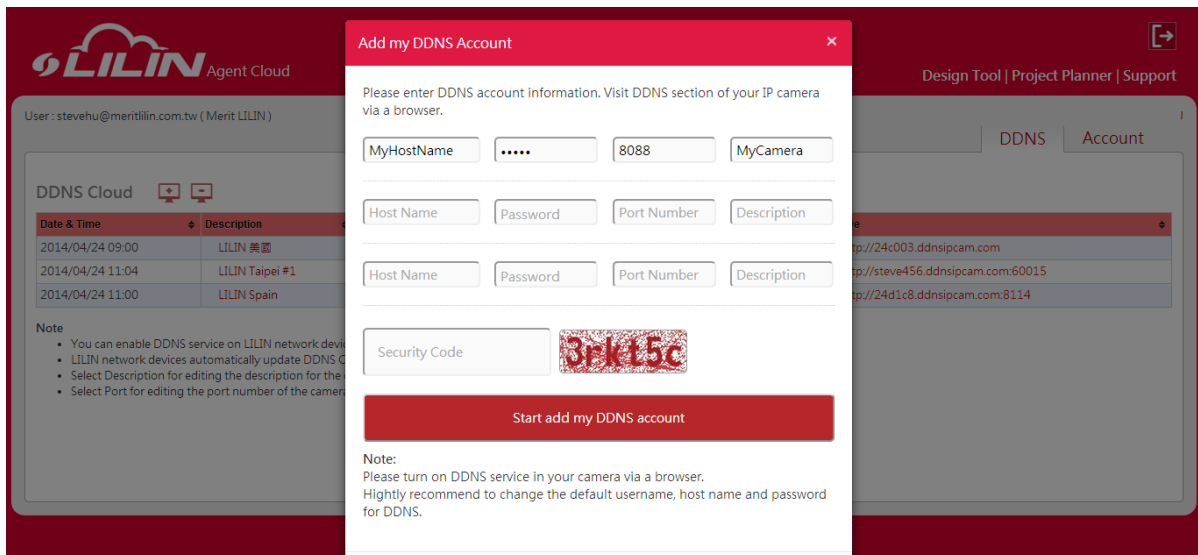 LILIN Agent Cloud
Design Tool | Project Planner | Support
User : stevehu@meritlilin.com.tw ( Merit LILIN )
DDNS Account
DDNS Cloud
Date & Time Description
2014/04/24 09:00 LILIN 美國 tp://24c003.ddnsipcam.com
2014/04/24 11:04 LILIN Taipei #1 tp://steve456.ddnsipcam.com:60015
2014/04/24 11:00 LILIN Spain tp://24d1c8.ddnsipcam.com:8114
Note
• You can enable DDNS service on LILIN network devi
• LILIN network devices automatically update DDNS C
• Select Description for editing the description for the
• Select Port for editing the port number of the camera
Add my DDNS Account ×
Please enter DDNS account information. Visit DDNS section of your IP camera
via a browser.
MyHostName ••••• 8088 MyCamera
Host Name Password Port Number Description
Host Name Password Port Number Description
Security Code 3rkt5c
Start add my DDNS account
Note:
Please turn on DDNS service in your camera via a browser.
Hightly recommend to change the default username, host name and password
for DDNS.